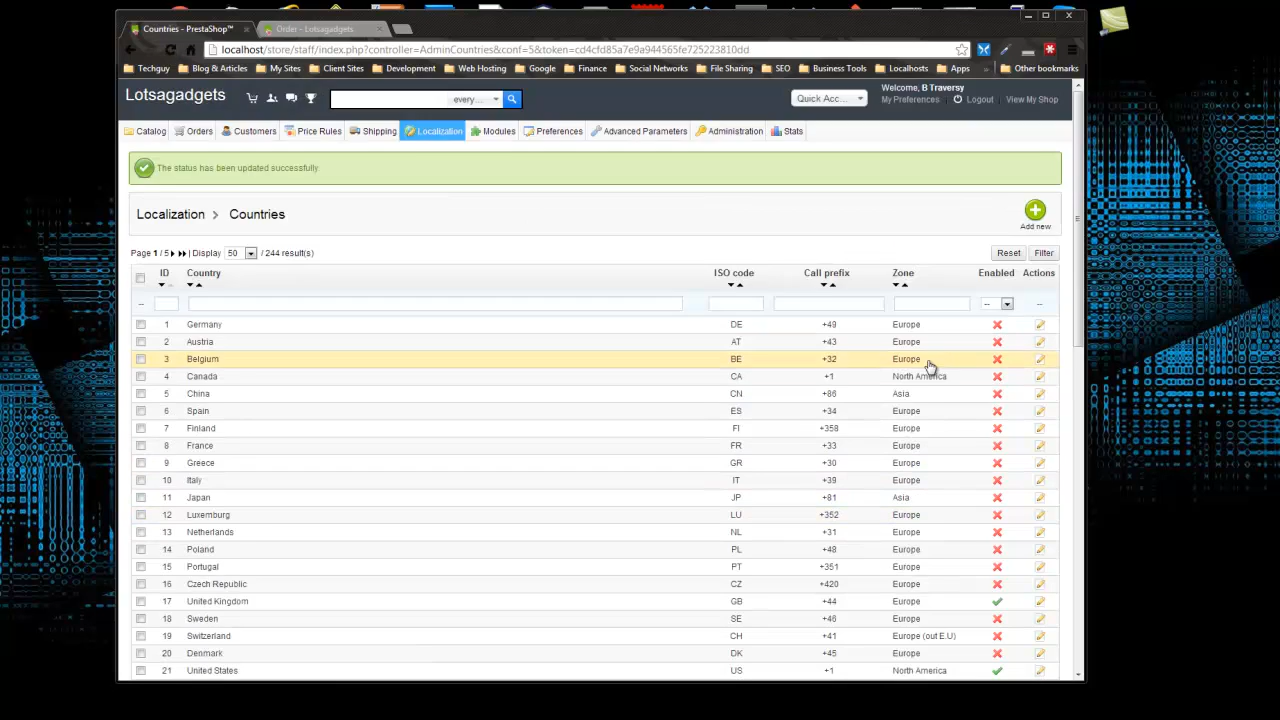 Countries - PrestaShop™
Order - Lotsagadgets
localhost/store/staff/index.php?controller=AdminCountries&conf=5&token=cd4cfd85a7e9a944565fe725223810dd
Techguy Blog & Articles My Sites Client Sites Development Web Hosting Google Finance Social Networks File Sharing SEO Business Tools Localhosts Apps » Other bookmarks
Lotsagadgets every... Quick Acc... Welcome, B Traversy
My Preferences Logout View My Shop
Catalog Orders Customers Price Rules Shipping Localization Modules Preferences Advanced Parameters Administration Stats
The status has been updated successfully.
Localization > Countries Add new
Page 1 / 5 | Display 50 / 244 result(s) Reset Filter
ID Country ISO code Call prefix Zone Enabled Actions
-- -- --
1 Germany DE +49 Europe
2 Austria AT +43 Europe
3 Belgium BE +32 Europe
4 Canada CA +1 North America
5 China CN +86 Asia
6 Spain ES +34 Europe
7 Finland FI +358 Europe
8 France FR +33 Europe
9 Greece GR +30 Europe
10 Italy IT +39 Europe
11 Japan JP +81 Asia
12 Luxemburg LU +352 Europe
13 Netherlands NL +31 Europe
14 Poland PL +48 Europe
15 Portugal PT +351 Europe
16 Czech Republic CZ +420 Europe
17 United Kingdom GB +44 Europe
18 Sweden SE +46 Europe
19 Switzerland CH +41 Europe (out E.U)
20 Denmark DK +45 Europe
21 United States US +1 North America